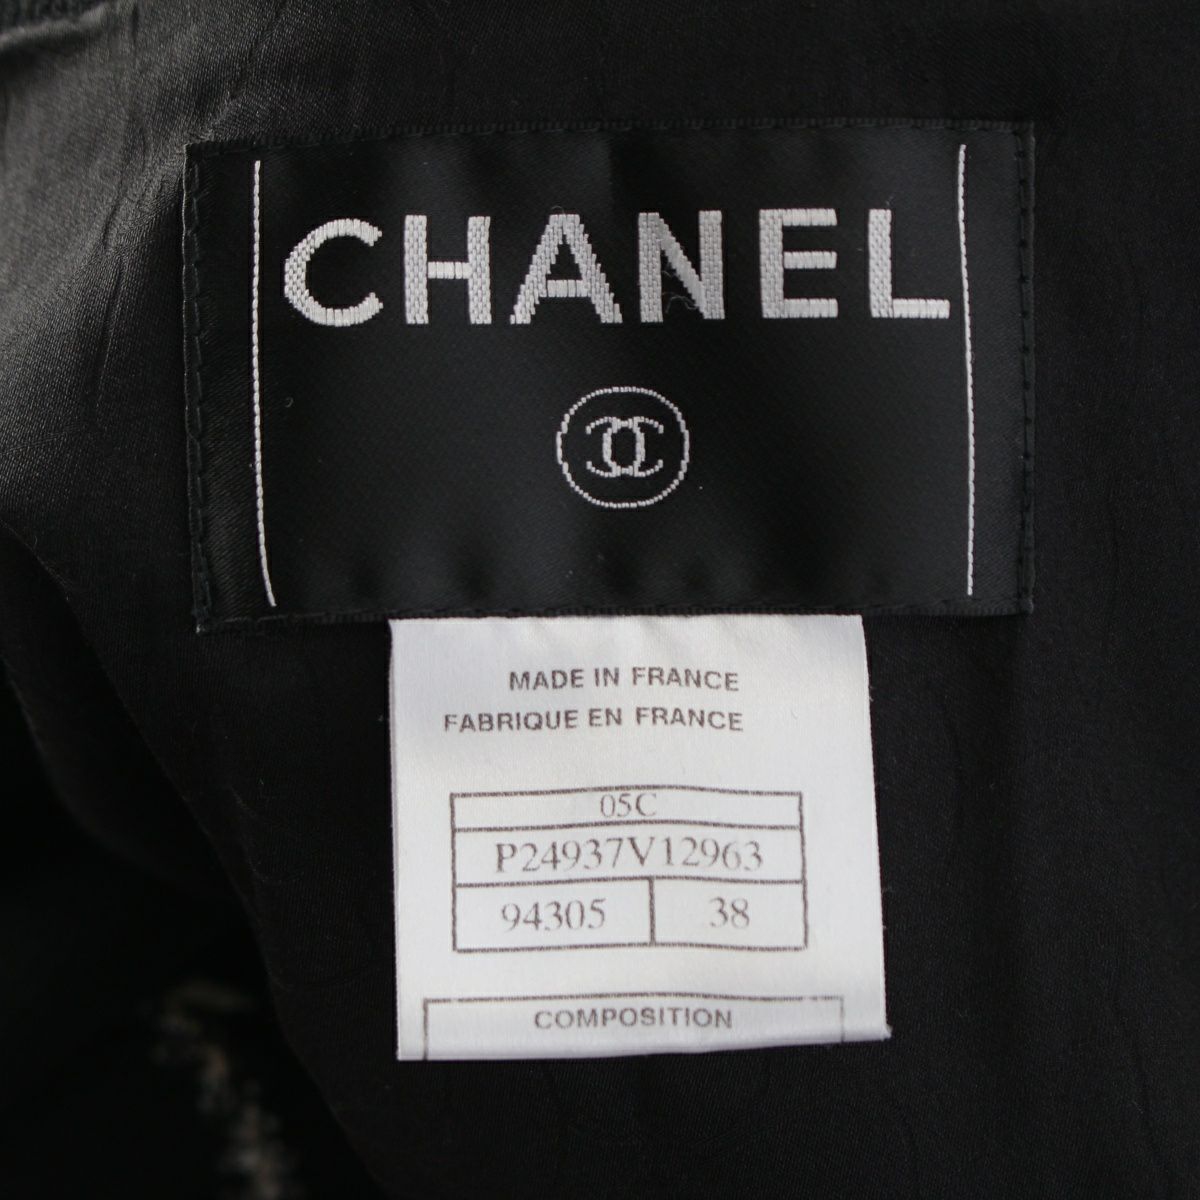 CHANEL
MADE IN FRANCE
FABRIQUE EN FRANCE
05C
P24937V12963
94305 38
COMPOSITION